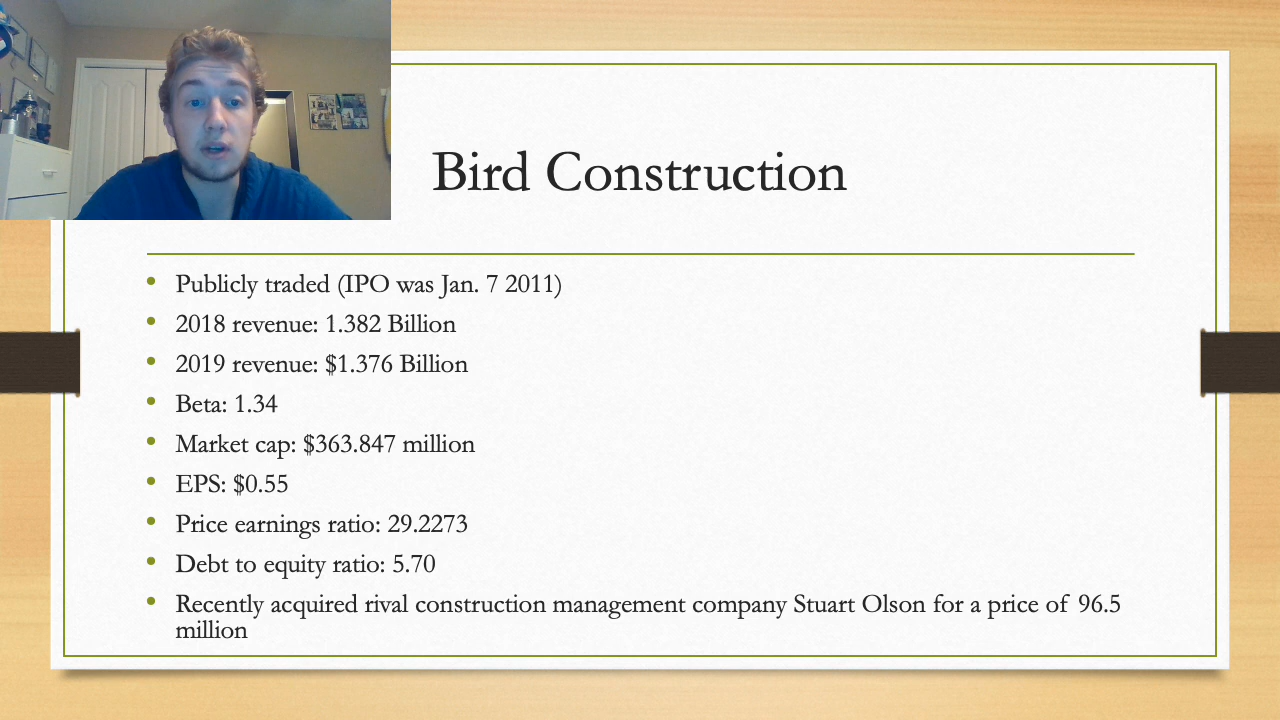 Bird Construction
• Publicly traded (IPO was Jan. 7 2011)
• 2018 revenue: 1.382 Billion
• 2019 revenue: $1.376 Billion
• Beta: 1.34
• Market cap: $363.847 million
• EPS: $0.55
• Price earnings ratio: 29.2273
• Debt to equity ratio: 5.70
• Recently acquired rival construction management company Stuart Olson for a price of 96.5
million